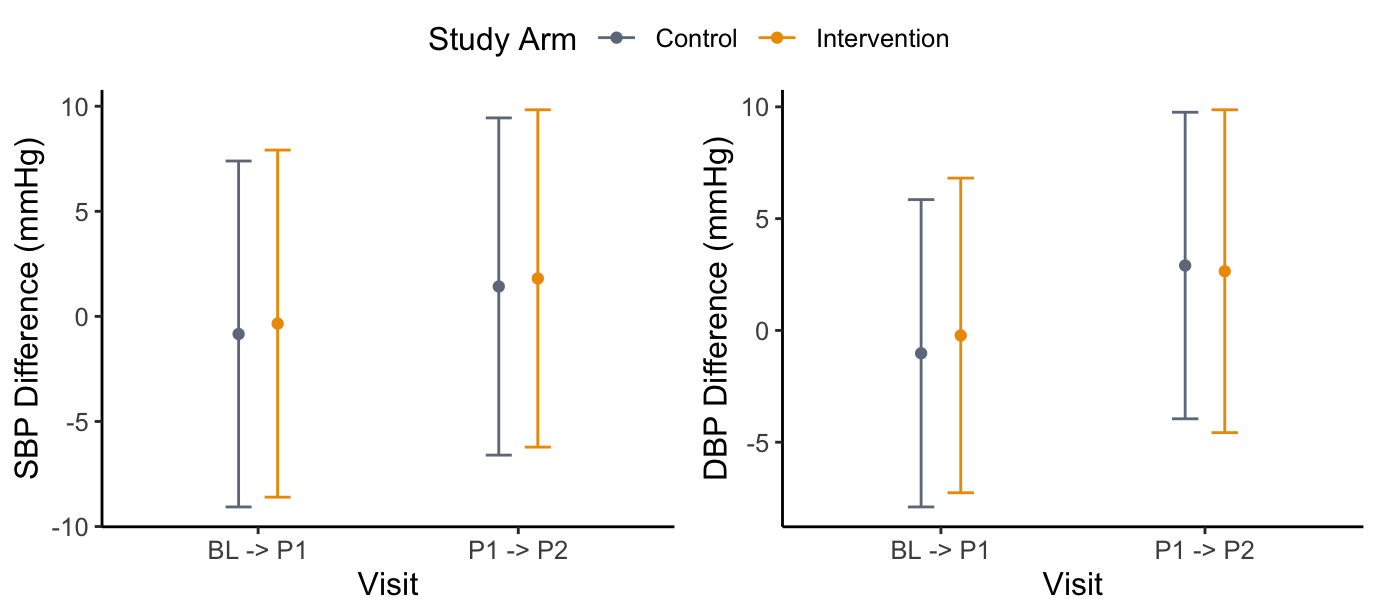 Study Arm Control Intervention
SBP Difference (mmHg)
10
5
0
-5
-10
BL -> P1 P1 -> P2
Visit
DBP Difference (mmHg)
10
5
0
-5
BL -> P1 P1 -> P2
Visit